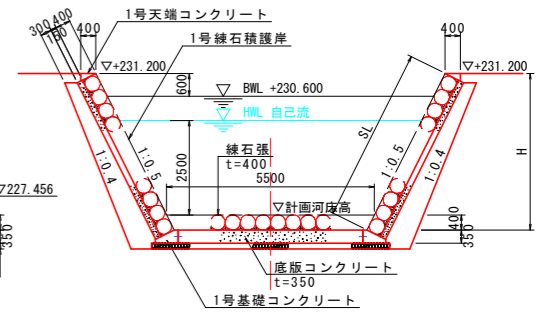 1号天端コンクリート
300 400
100
400
1号練石積護岸
400
▽+231.200
▽+231.200
600
▽ BWL +230.600
▽ HWL 自己流
SL
1:0.4
1:0.5
2500
練石張
t=400
5500
1:0.5
1:0.4
H
▽227.456
▽計画河床高
350
400
350
底版コンクリート
t=350
1号基礎コンクリート